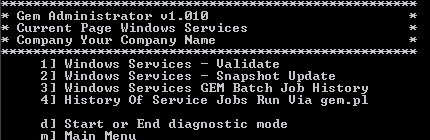 ******************************************************
* Gem Administrator v1.010 *
* Current Page Windows Services *
* Company Your Company Name *
******************************************************
1] Windows Services - Validate
2] Windows Services - Snapshot Update
3] Windows Services GEM Batch Job History
4] History Of Service Jobs Run Via gem.pl
d] Start or End diagnostic mode
m] Main Menu